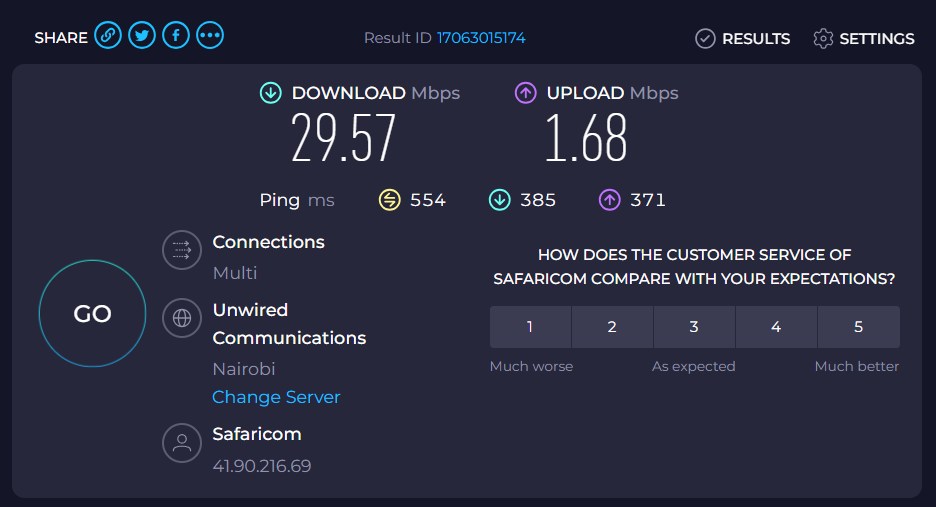 SHARE
Result ID 17063015174
RESULTS
SETTINGS
DOWNLOAD Mbps
29.57
UPLOAD Mbps
1.68
Ping ms 554 385 371
Connections
Multi
Unwired
Communications
Nairobi
Change Server
Safaricom
41.90.216.69
GO
HOW DOES THE CUSTOMER SERVICE OF
SAFARICOM COMPARE WITH YOUR EXPECTATIONS?
1 2 3 4 5
Much worse As expected Much better